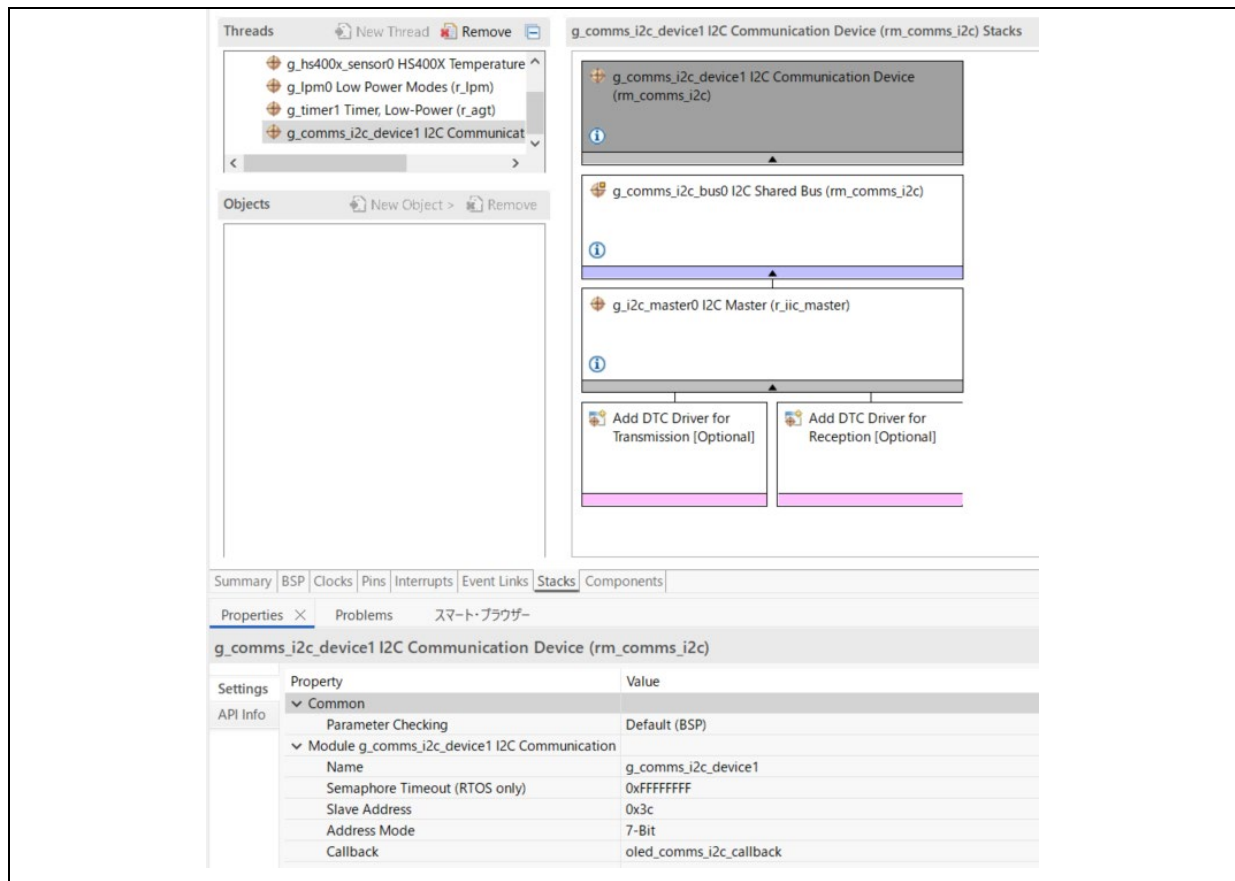 Threads
New Thread
Remove
g_hs400x_sensor0 HS400X Temperature
g_lpm0 Low Power Modes (r_lpm)
g_timer1 Timer, Low-Power (r_agt)
g_comms_i2c_device1 I2C Communicat
Objects
New Object >
Remove
g_comms_i2c_device1 I2C Communication Device (rm_comms_i2c) Stacks
g_comms_i2c_device1 I2C Communication Device
(rm_comms_i2c)
g_comms_i2c_bus0 I2C Shared Bus (rm_comms_i2c)
g_i2c_master0 I2C Master (r_iic_master)
Add DTC Driver for
Transmission [Optional]
Add DTC Driver for
Reception [Optional]
Summary BSP Clocks Pins Interrupts Event Links Stacks Components
Properties Problems スマート・ブラウザー
g_comms_i2c_device1 I2C Communication Device (rm_comms_i2c)
Settings
API Info
Property Value
Common
Parameter Checking Default (BSP)
Module g_comms_i2c_device1 I2C Communication
Name g_comms_i2c_device1
Semaphore Timeout (RTOS only) 0xFFFFFFFF
Slave Address 0x3c
Address Mode 7-Bit
Callback oled_comms_i2c_callback